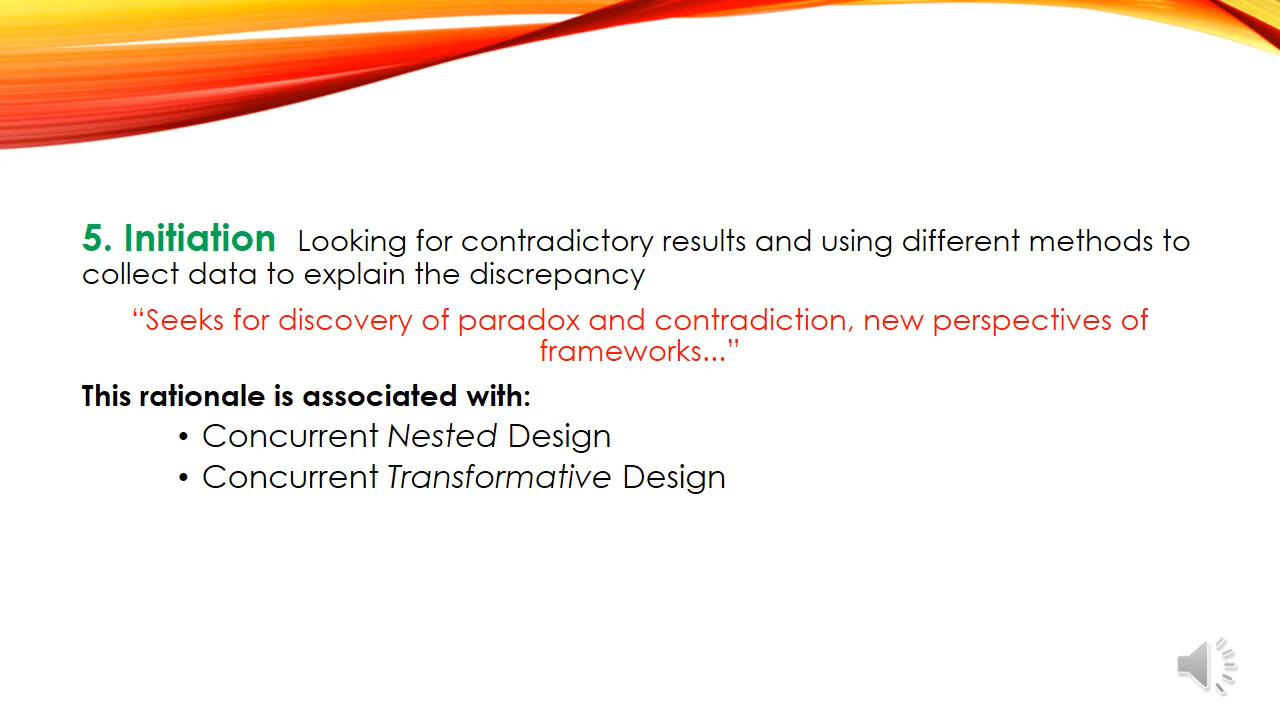 5. Initiation Looking for contradictory results and using different methods to
collect data to explain the discrepancy
“Seeks for discovery of paradox and contradiction, new perspectives of
frameworks...”
This rationale is associated with:
• Concurrent Nested Design
• Concurrent Transformative Design